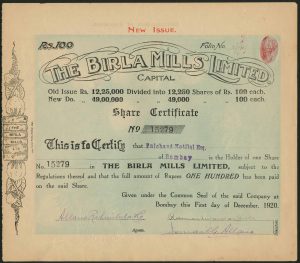 NEW ISSUE.
Rs.100
Folio No.
THE BIRLA MILLS LIMITED.
CAPITAL
Old Issue Rs. 12,25,000 Divided into 12,250 Shares of Rs. 100 each.
New Do. „ 49,00,000 „ 49,000 „ 100 each.
Share Certificate
No 15279
This is to Certify that Fulchand Motilal Esq.
of Bombay is the Holder of one Share
No. 15279 in THE BIRLA MILLS LIMITED, subject to the
Regulations thereof and that the full amount of Rupees ONE HUNDRED has been paid
on the said Share.
Given under the Common Seal of the said Company at
Bombay This First day of December, 1920.
Agents.